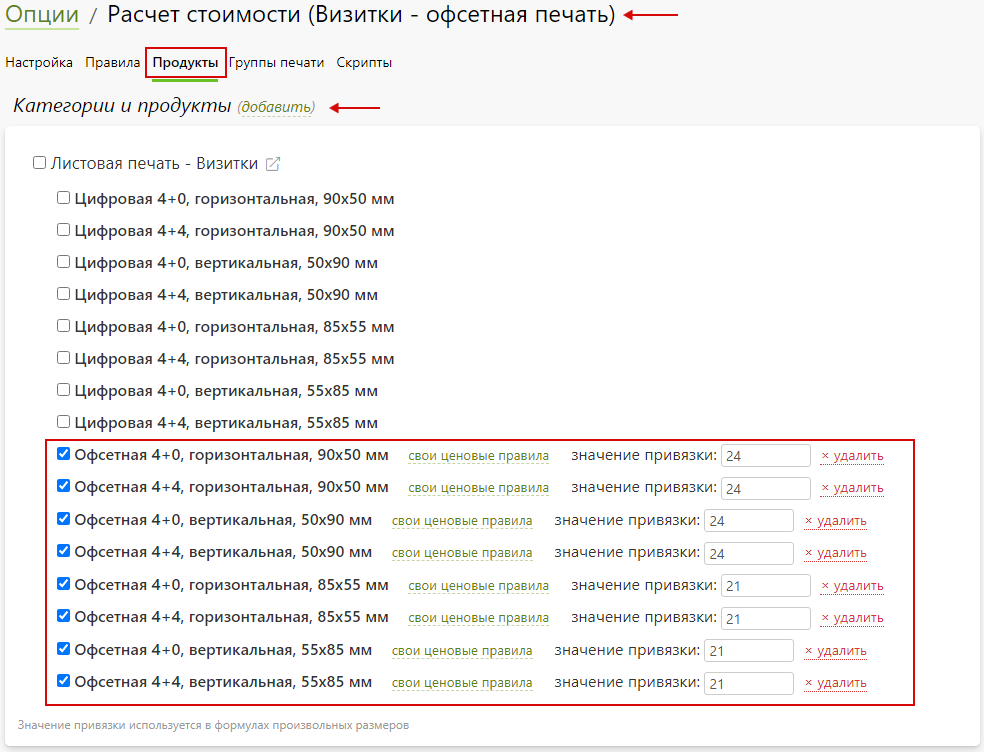 Опции / Расчет стоимости (Визитки - офсетная печать)
Настройка Правила Продукты Группы печати Скрипты
Категории и продукты (добавить)
Листовая печать - Визитки
Цифровая 4+0, горизонтальная, 90x50 мм
Цифровая 4+4, горизонтальная, 90x50 мм
Цифровая 4+0, вертикальная, 50x90 мм
Цифровая 4+4, вертикальная, 50x90 мм
Цифровая 4+0, горизонтальная, 85x55 мм
Цифровая 4+4, горизонтальная, 85x55 мм
Цифровая 4+0, вертикальная, 55x85 мм
Цифровая 4+4, вертикальная, 55x85 мм
Офсетная 4+0, горизонтальная, 90x50 мм свои ценовые правила значение привязки: 24 × удалить
Офсетная 4+4, горизонтальная, 90x50 мм свои ценовые правила значение привязки: 24 × удалить
Офсетная 4+0, вертикальная, 50x90 мм свои ценовые правила значение привязки: 24 × удалить
Офсетная 4+4, вертикальная, 50x90 мм свои ценовые правила значение привязки: 24 × удалить
Офсетная 4+0, горизонтальная, 85x55 мм свои ценовые правила значение привязки: 21 × удалить
Офсетная 4+4, горизонтальная, 85x55 мм свои ценовые правила значение привязки: 21 × удалить
Офсетная 4+0, вертикальная, 55x85 мм свои ценовые правила значение привязки: 21 × удалить
Офсетная 4+4, вертикальная, 55x85 мм свои ценовые правила значение привязки: 21 × удалить
Значение привязки используется в формулах произвольных размеров